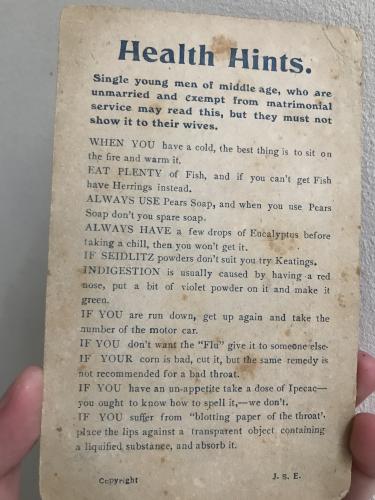 Health Hints.
Single young men of middle age, who are
unmarried and exempt from matrimonial
service may read this, but they must not
show it to their wives.
WHEN YOU have a cold, the best thing is to sit on
the fire and warm it.
EAT PLENTY of Fish, and if you can't get Fish
have Herrings instead.
ALWAYS USE Pears Soap, and when you use Pears
Soap don't you spare soap.
ALWAYS HAVE a few drops of Eucalyptus before
taking a chill, then you won't get it.
IF SEIDLITZ powders don't suit you try Keatings.
INDIGESTION is usually caused by having a red
nose, put a bit of violet powder on it and make it
green.
IF YOU are run down, get up again and take the
number of the motor car.
IF YOU don't want the "Flu" give it to someone else.
IF YOUR corn is bad, cut it, but the same remedy is
not recommended for a bad throat.
IF YOU have an un-appetite take a dose of Ipecac—
you ought to know how to spell it,—we don't.
IF YOU suffer from "blotting paper of the throat'
place the lips against a transparent object containing
a liquified substance, and absorb it.
Copyright J. S. E.